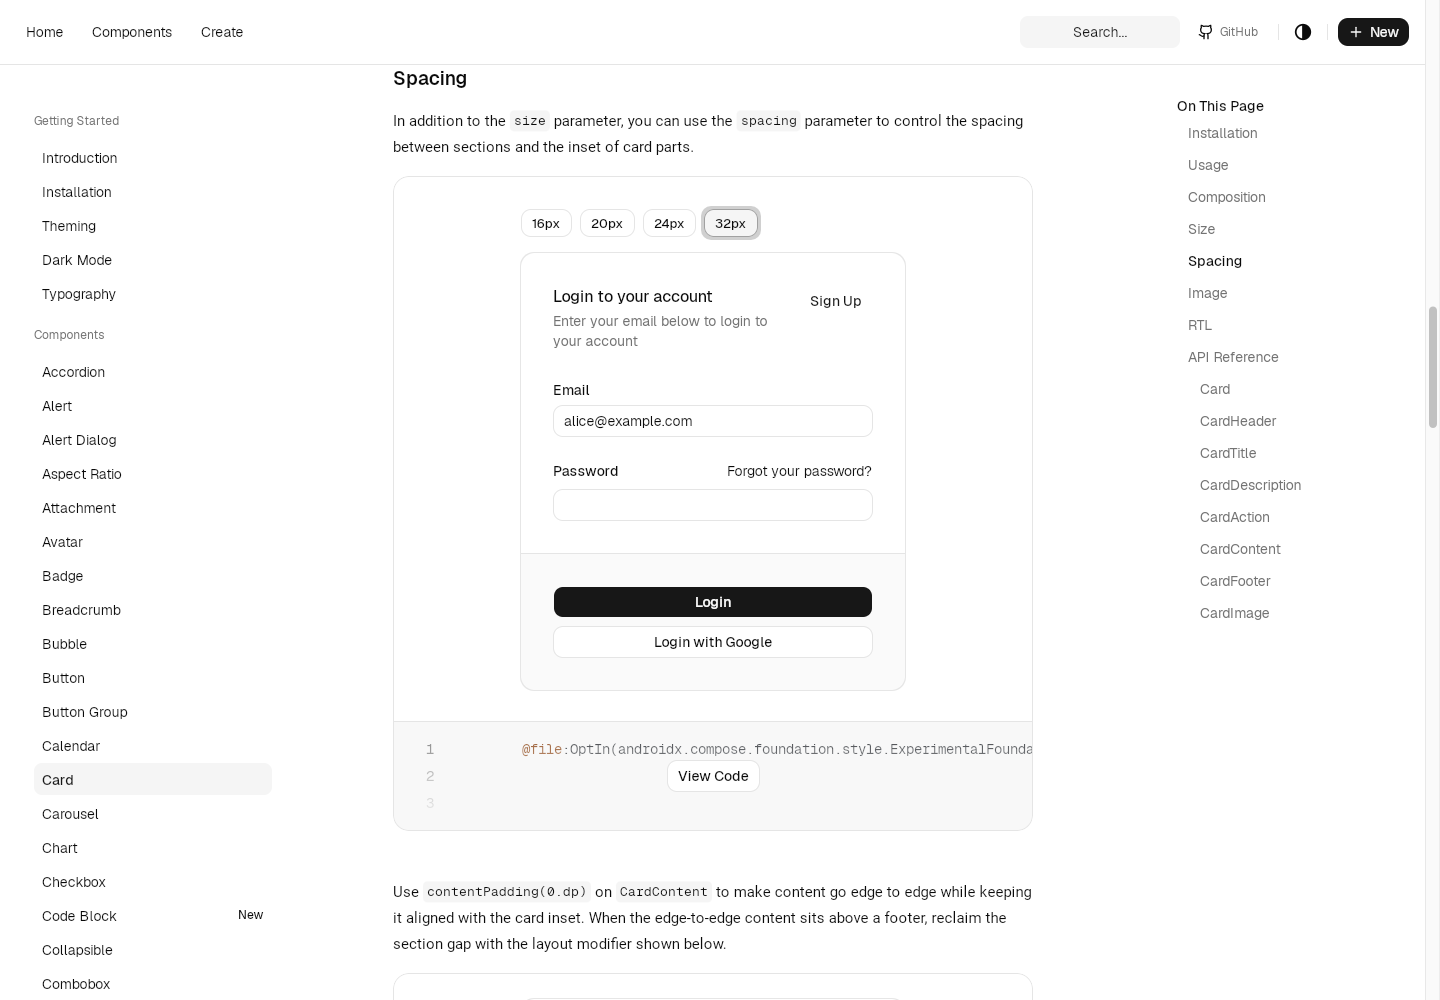 Home Components Create Search... GitHub New
Getting Started
Introduction
Installation
Theming
Dark Mode
Typography
Components
Accordion
Alert
Alert Dialog
Aspect Ratio
Attachment
Avatar
Badge
Breadcrumb
Bubble
Button
Button Group
Calendar
Card
Carousel
Chart
Checkbox
Code Block New
Collapsible
Combobox
Spacing
In addition to the size parameter, you can use the spacing parameter to control the spacing
between sections and the inset of card parts.
16px 20px 24px 32px
Login to your account
Sign Up
Enter your email below to login to
your account
Email
alice@example.com
Password Forgot your password?
Login
Login with Google
1 @file:OptIn(androidx.compose.foundation.style.ExperimentalFounda
2
View Code
3
Use contentPadding(0.dp) on CardContent to make content go edge to edge while keeping
it aligned with the card inset. When the edge-to-edge content sits above a footer, reclaim the
section gap with the layout modifier shown below.
On This Page
Installation
Usage
Composition
Size
Spacing
Image
RTL
API Reference
Card
CardHeader
CardTitle
CardDescription
CardAction
CardContent
CardFooter
CardImage